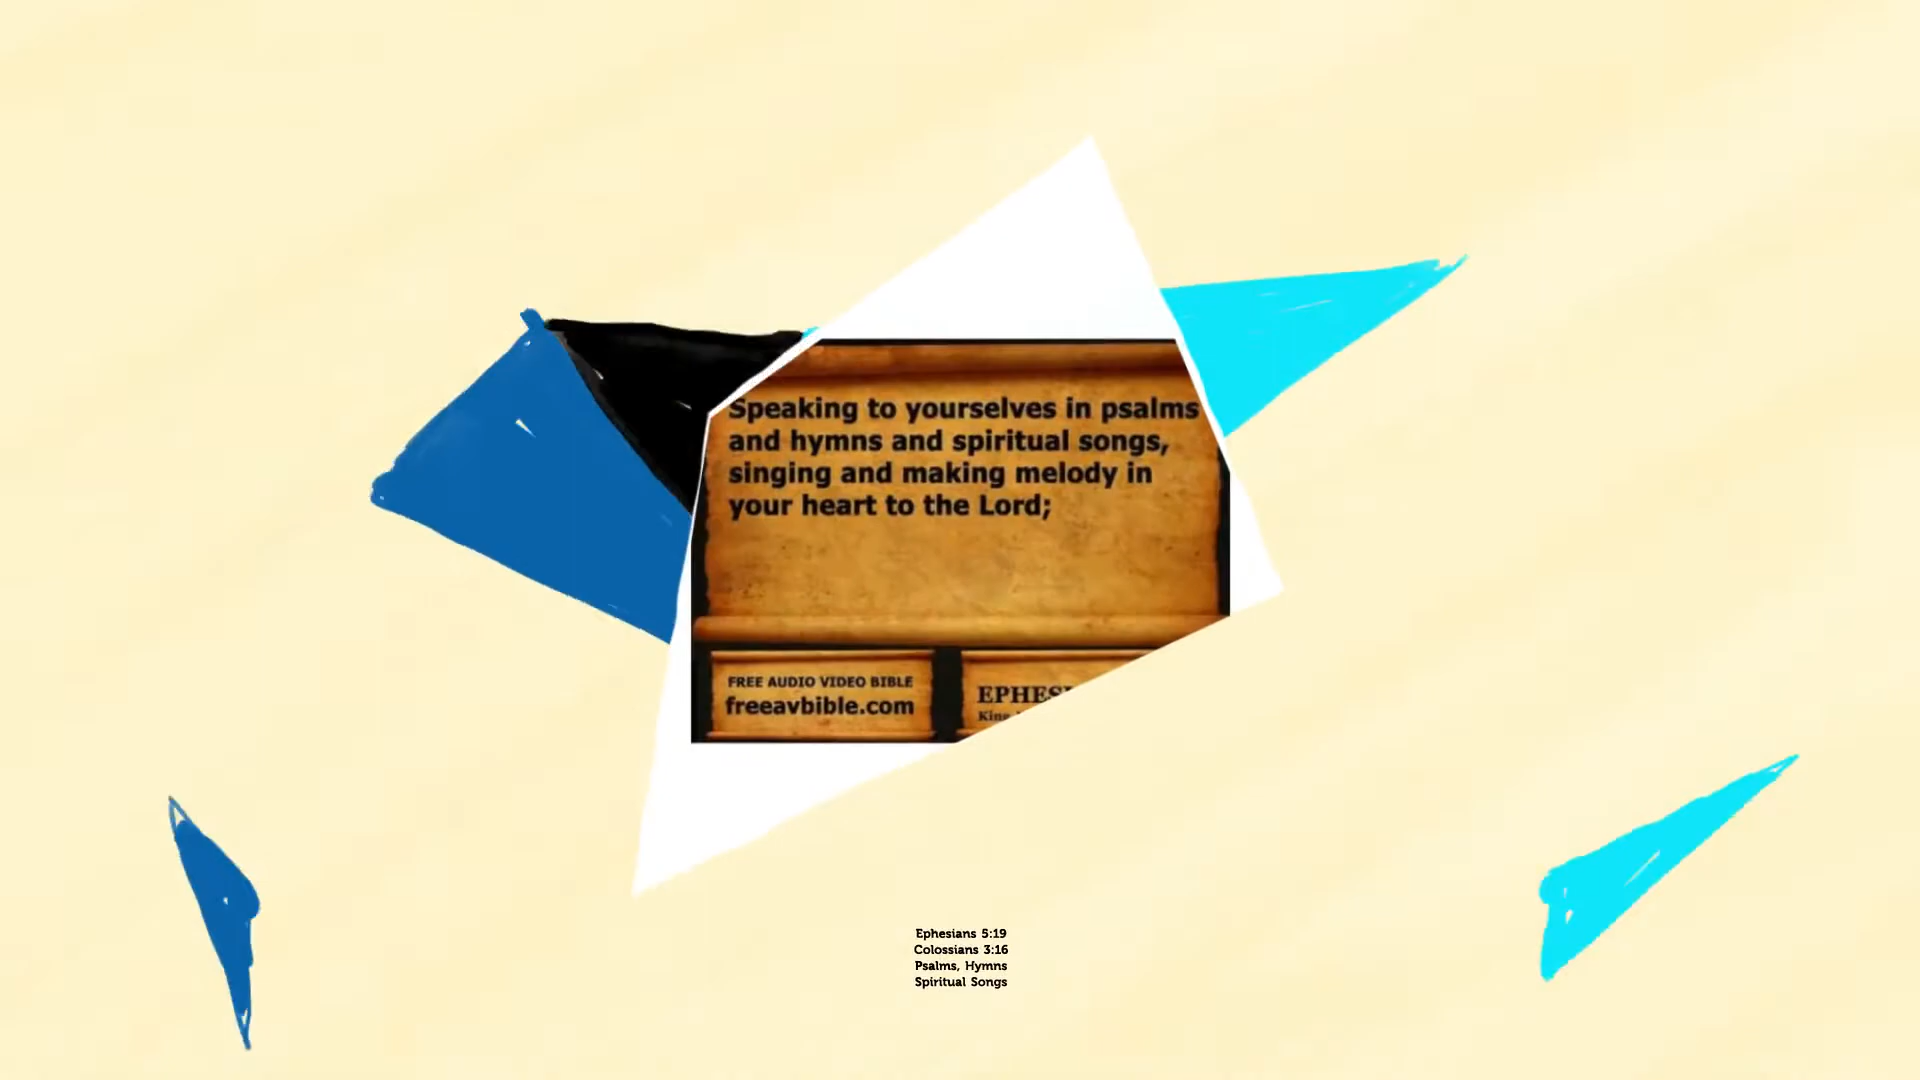 Speaking to yourselves in psalms
and hymns and spiritual songs,
singing and making melody in
your heart to the Lord;
FREE AUDIO VIDEO BIBLE
freeavbible.com
Ephesians 5:19
Colossians 3:16
Psalms, Hymns
Spiritual Songs